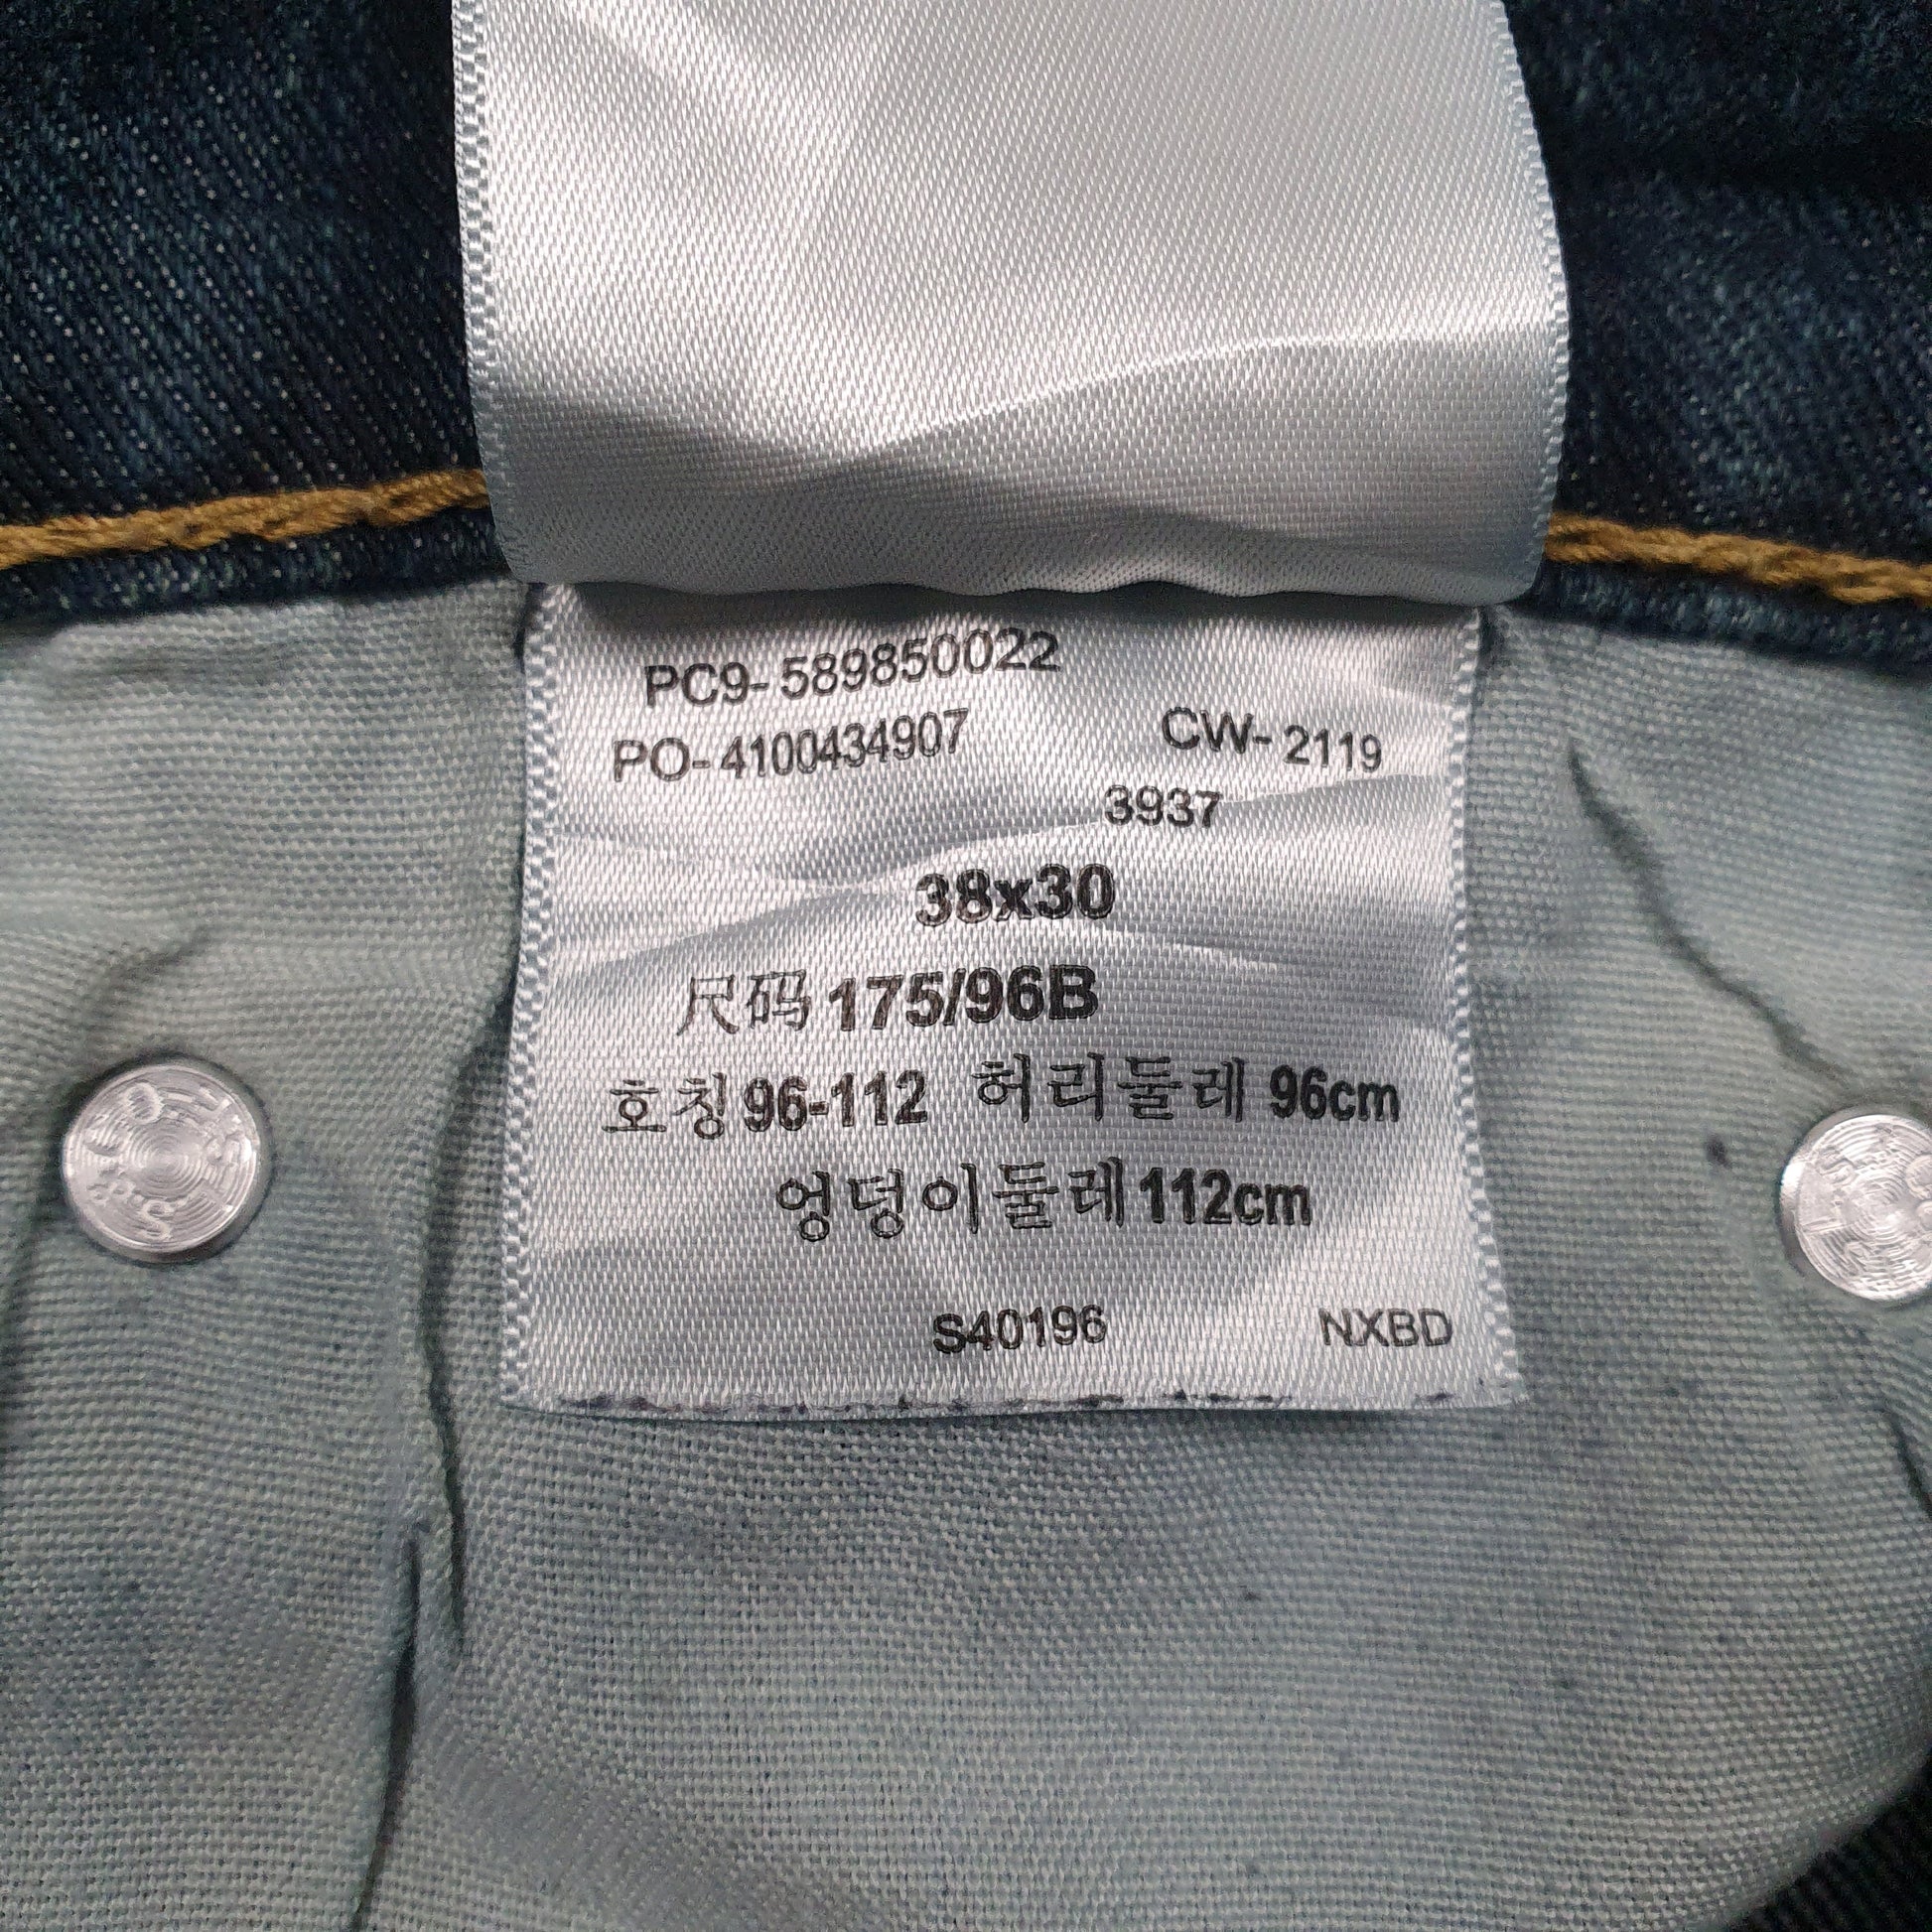 PC9- 589850022
PO- 4100434907 CW- 2119
3937
38x30
尺码 175/96B
호칭 96-112 허리둘레 96cm
엉덩이둘레 112cm
S40196 NXBD